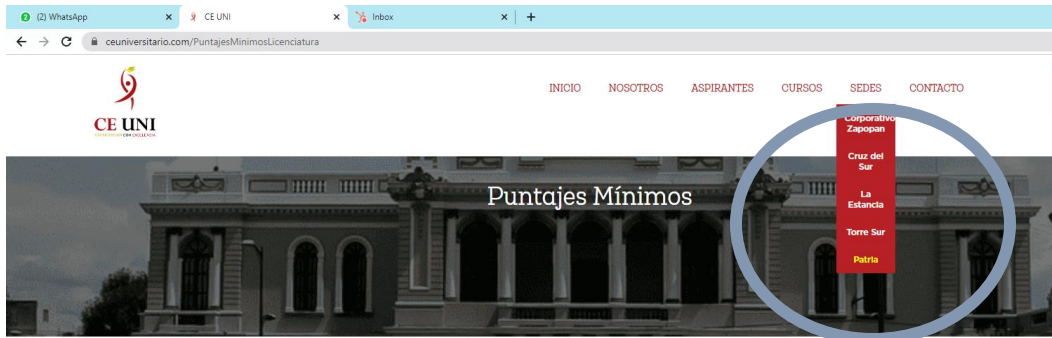 (2) WhatsApp
CE UNI
Inbox
ceuniversitario.com/PuntajesMinimosLicenciatura
CE UNI
INICIO NOSOTROS ASPIRANTES CURSOS SEDES CONTACTO
Corporativo
Zapopan
Cruz del
Sur
La
Estancia
Torre Sur
Patria
Puntajes Mínimos